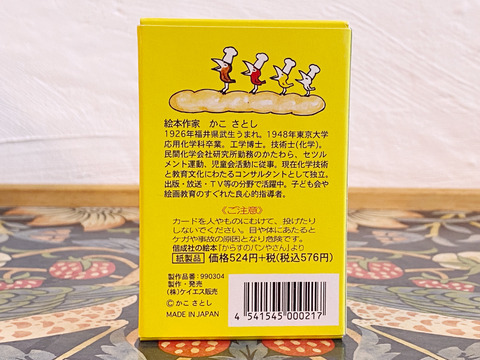 絵本作家 かこ さとし
1926年福井県武生うまれ。1948年東京大学
応用化学科卒業。工学博士。技術士(化学)。
民間化学会社研究所勤務のかたわら、セツル
メント運動、児童会活動に従事。現在化学技術
と教育文化にわたるコンサルタントとして独立。
出版・放送・TV等の分野で活躍中。子ども会や
絵画教育のすぐれた良心的指導者。
《ご注意》
カードを人やものにむけて、投げたり
しないでください。目や体にあたると
ケガや事故の原因となり危険です。
偕成社の絵本「からすのパンやさん」より
紙製品 価格524円+税(税込576円)
製作品番:990304
製作・発売
(株)ケイエス販売
©かこ さとし
MADE IN JAPAN
4 541545 000217